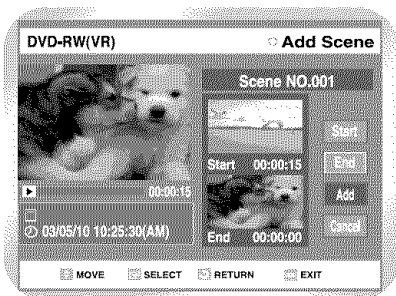 DVD-RW(VR)
Add Scene
Scene NO.001
Start 00:00:15
00:00:15
03/05/10 10:25:30(AM)
End 00:00:00
Start
End
Add
Cancel
MOVE SELECT RETURN EXIT